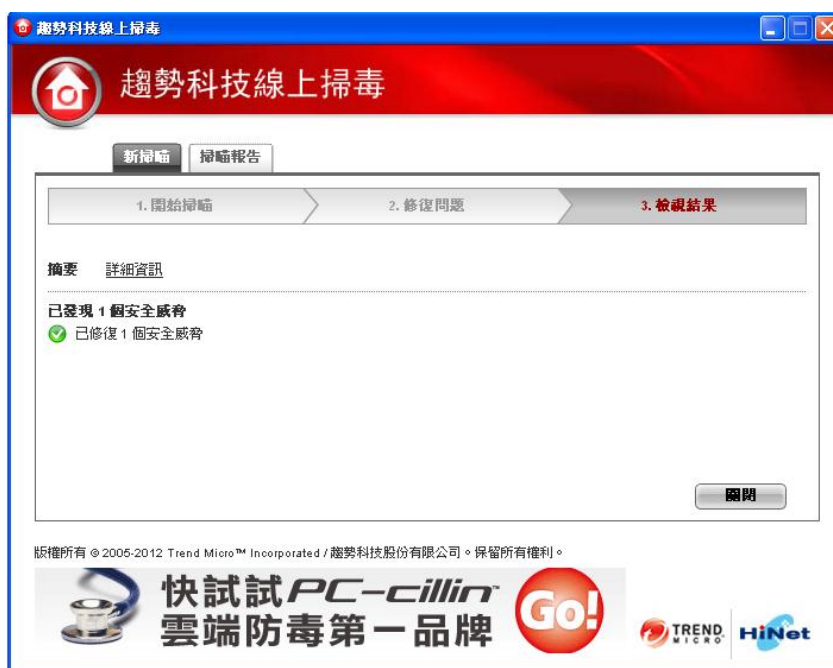 趨勢科技線上掃毒
趨勢科技線上掃毒
新掃瞄 掃瞄報告
1. 開始掃瞄 2. 修復問題 3. 檢視結果
摘要 詳細資訊
已發現 1 個安全威脅
已修復 1 個安全威脅
關閉
版權所有 © 2005-2012 Trend Micro™ Incorporated / 趨勢科技股份有限公司。保留所有權利。
快試試 PC-cillin™
雲端防毒第一品牌
Go!
TREND MICRO
HiNet